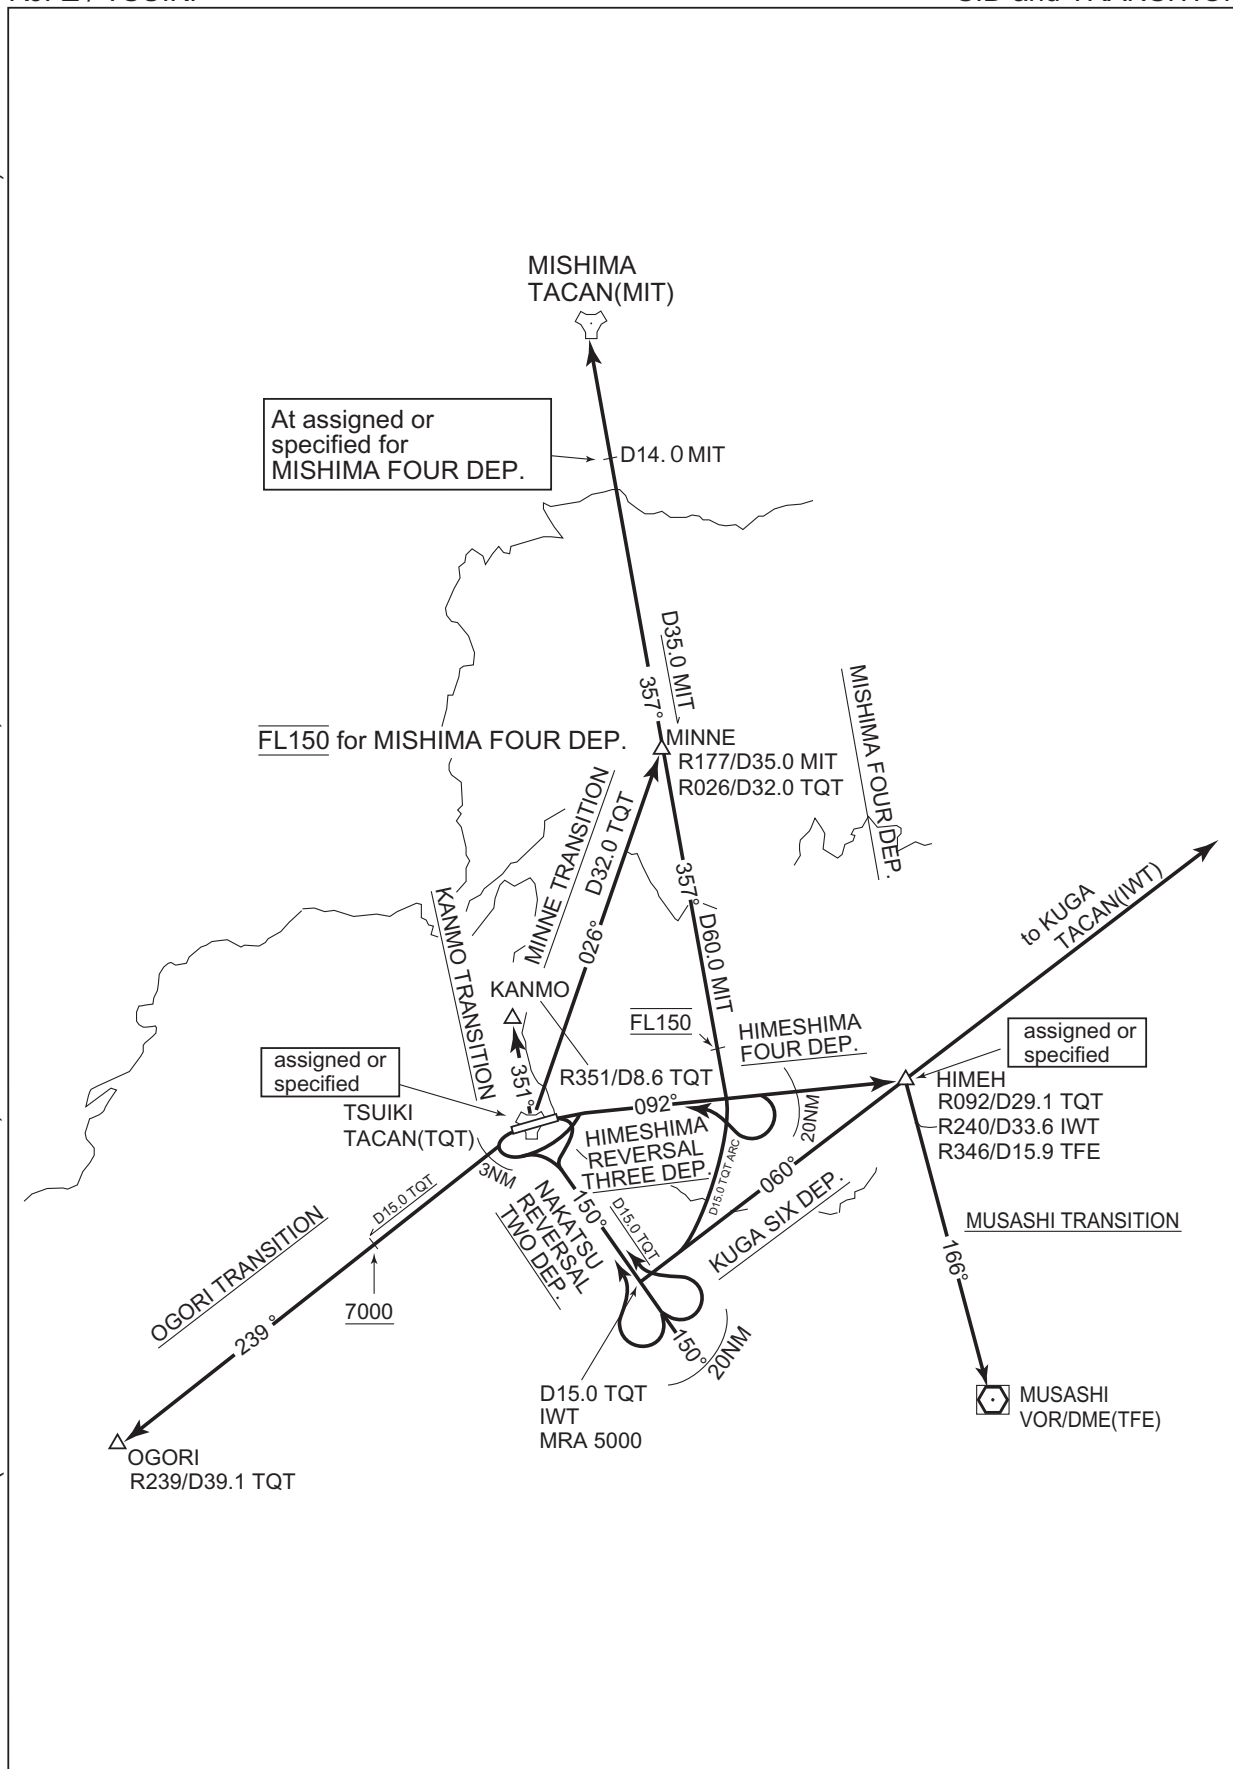 MISHIMA
TACAN(MIT)
At assigned or
specified for
MISHIMA FOUR DEP.
D14.0 MIT
D35.0 MIT
357°
MISHIMA FOUR DEP.
FL150 for MISHIMA FOUR DEP.
MINNE
R177/D35.0 MIT
R026/D32.0 TQT
MINNE TRANSITION
026° D32.0 TQT
357° D60.0 MIT
KANMO TRANSITION
KANMO
R351/D8.6 TQT
351°
to KUGA
TACAN(IWT)
FL150
HIMESHIMA
FOUR DEP.
assigned or
specified
assigned or
specified
TSUIKI
TACAN(TQT)
092°
20NM
HIMEH
R092/D29.1 TQT
R240/D33.6 IWT
R346/D15.9 TFE
HIMESHIMA
REVERSAL
THREE DEP.
3NM
D15.0 TQT ARC
060°
KUGA SIX DEP.
NAKATSU
REVERSAL
TWO DEP.
150°
D15.0 TQT
D15.0 TQT
OGORI TRANSITION
239°
7000
MUSASHI TRANSITION
166°
150°
20NM
D15.0 TQT
IWT
MRA 5000
MUSASHI
VOR/DME(TFE)
OGORI
R239/D39.1 TQT